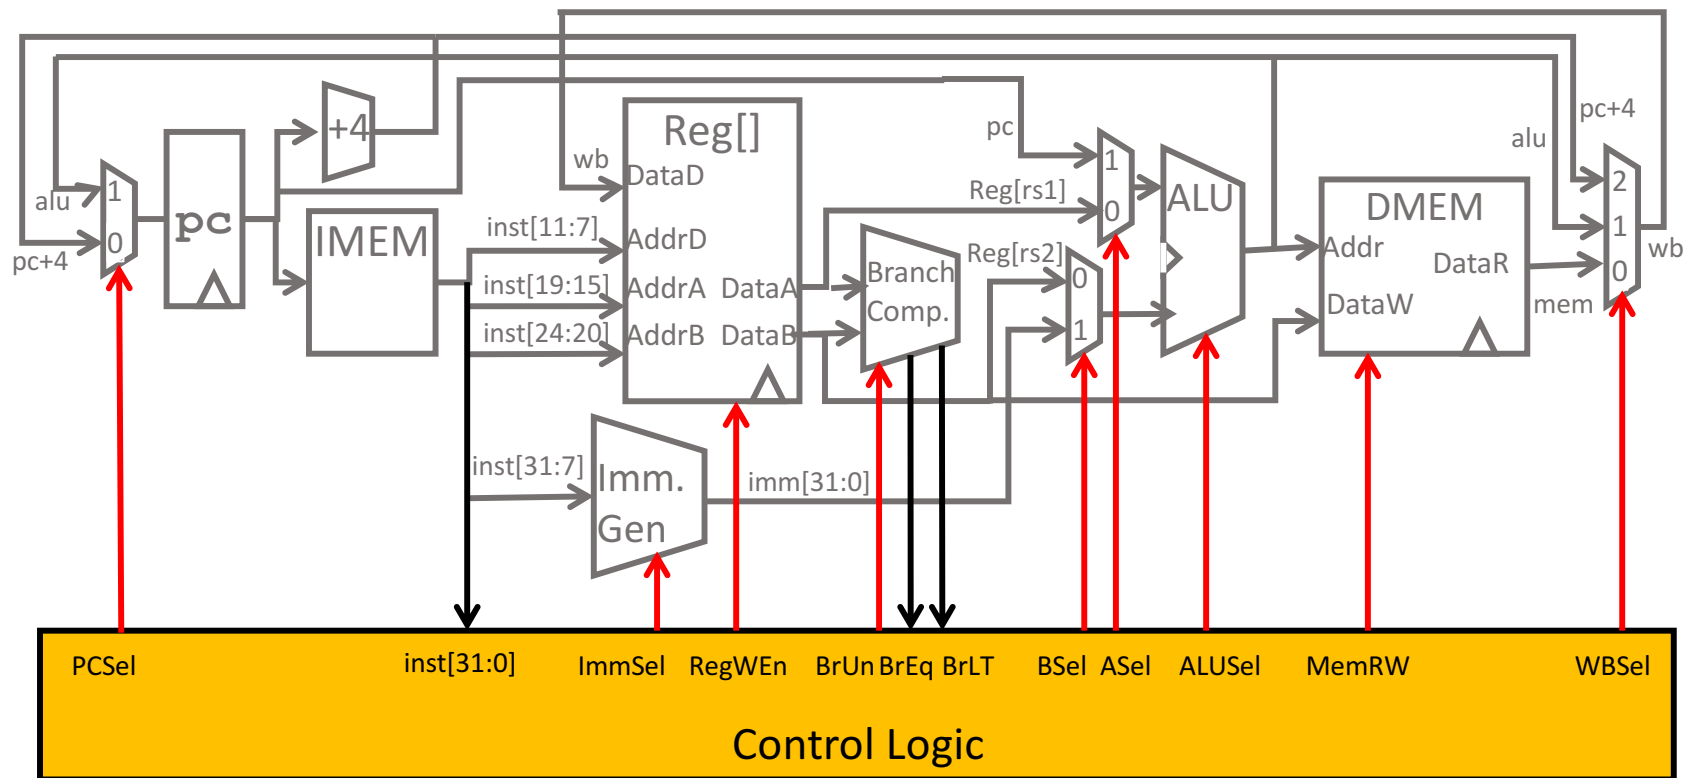 pc+4
pc
alu
+4
Reg[]
wb
DataD
1
alu
0
pc+4
pc
IMEM
inst[11:7]
AddrD
inst[19:15]
AddrA
DataA
inst[24:20]
AddrB
DataB
Reg[rs1]
1
0
ALU
Branch
Comp.
Reg[rs2]
0
1
DMEM
Addr
DataR
DataW
mem
2
1
0
wb
inst[31:7]
Imm.
Gen
imm[31:0]
PCSel
inst[31:0]
ImmSel
RegWEn
BrUn
BrEq
BrLT
BSel
ASel
ALUSel
MemRW
WBSel
Control Logic